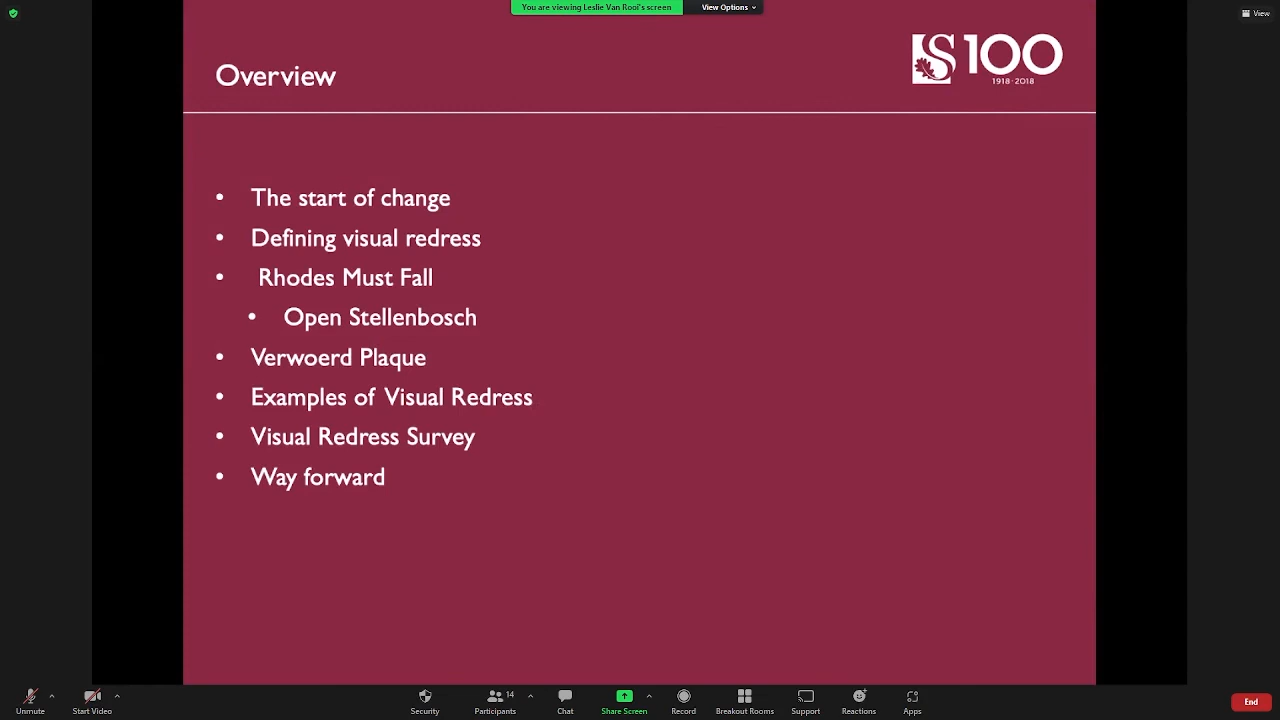 You are viewing Leslie Van Rooi's screen
View Options
View
Overview
S100
1918 · 2018
• The start of change
• Defining visual redress
• Rhodes Must Fall
• Open Stellenbosch
• Verwoerd Plaque
• Examples of Visual Redress
• Visual Redress Survey
• Way forward
Unmute
Start Video
Security
Participants
14
Chat
Share Screen
Record
Breakout Rooms
Support
Reactions
Apps
End